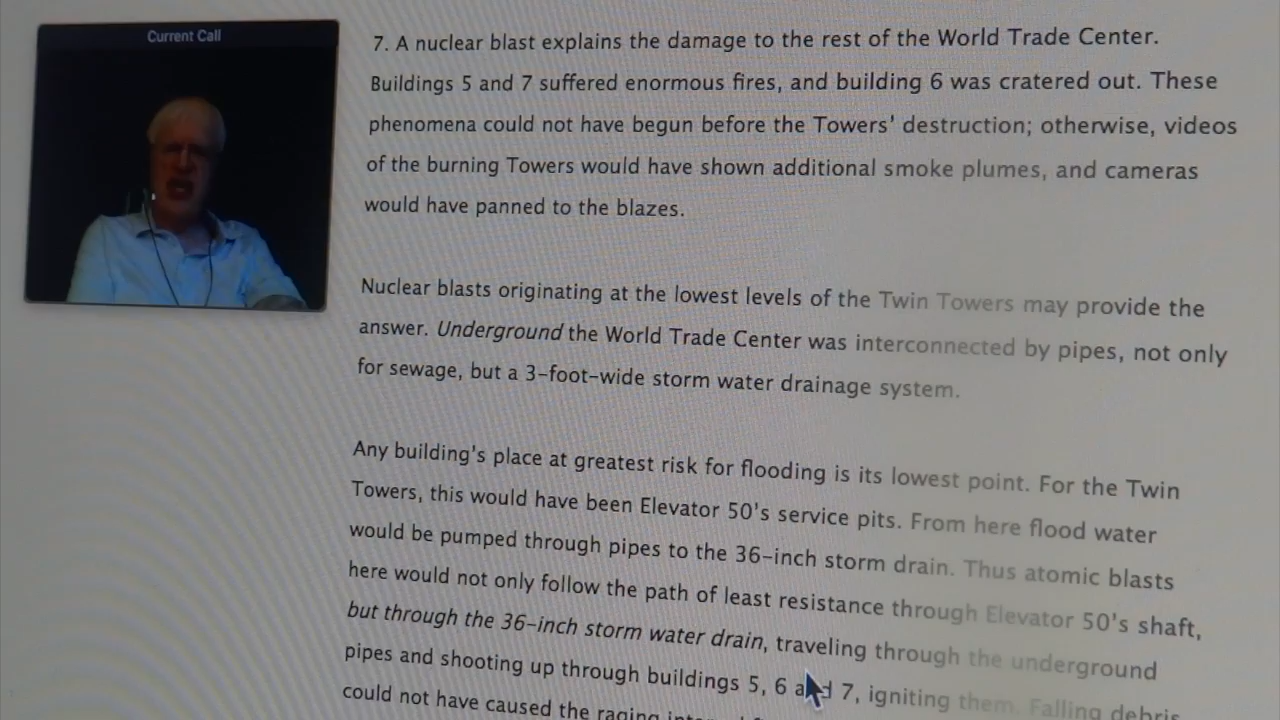 Current Call
7. A nuclear blast explains the damage to the rest of the World Trade Center.
Buildings 5 and 7 suffered enormous fires, and building 6 was cratered out. These
phenomena could not have begun before the Towers' destruction; otherwise, videos
of the burning Towers would have shown additional smoke plumes, and cameras
would have panned to the blazes.
Nuclear blasts originating at the lowest levels of the Twin Towers may provide the
answer. Underground the World Trade Center was interconnected by pipes, not only
for sewage, but a 3-foot-wide storm water drainage system.
Any building's place at greatest risk for flooding is its lowest point. For the Twin
Towers, this would have been Elevator 50's service pits. From here flood water
would be pumped through pipes to the 36-inch storm drain. Thus atomic blasts
here would not only follow the path of least resistance through Elevator 50's shaft,
but through the 36-inch storm water drain, traveling through the underground
pipes and shooting up through buildings 5, 6 and 7, igniting them. Falling debris
could not have caused the raging